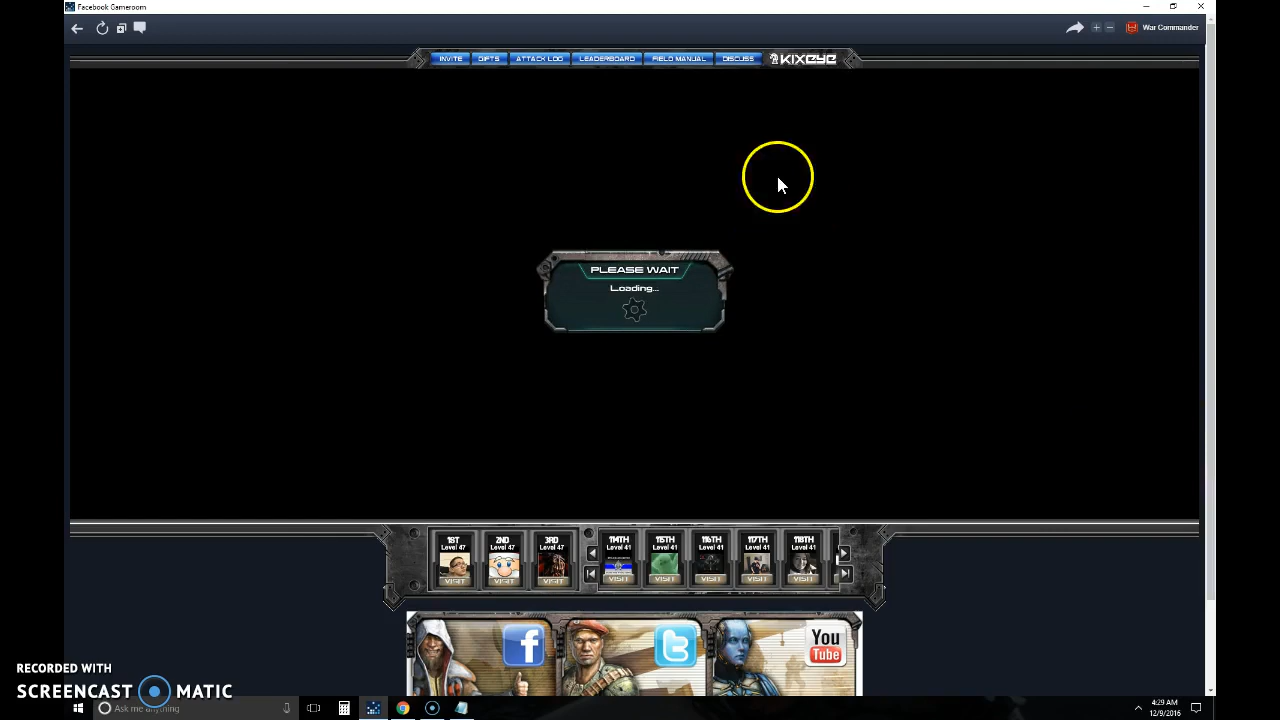 Facebook Gameroom
War Commander
INVITE GIFTS ATTACK LOG LEADERBOARD FIELD MANUAL DISCUSS KIXEYE
PLEASE WAIT
Loading...
1ST 2ND 3RD 114TH 115TH 116TH 117TH 118TH
Level 47 Level 47 Level 47 Level 41 Level 41 Level 41 Level 41 Level 41
VISIT VISIT VISIT VISIT VISIT VISIT VISIT VISIT
f
You
Tube
RECORDED WITH
SCREENCAST MATIC
Ask me anything
4:29 AM
12/9/2016